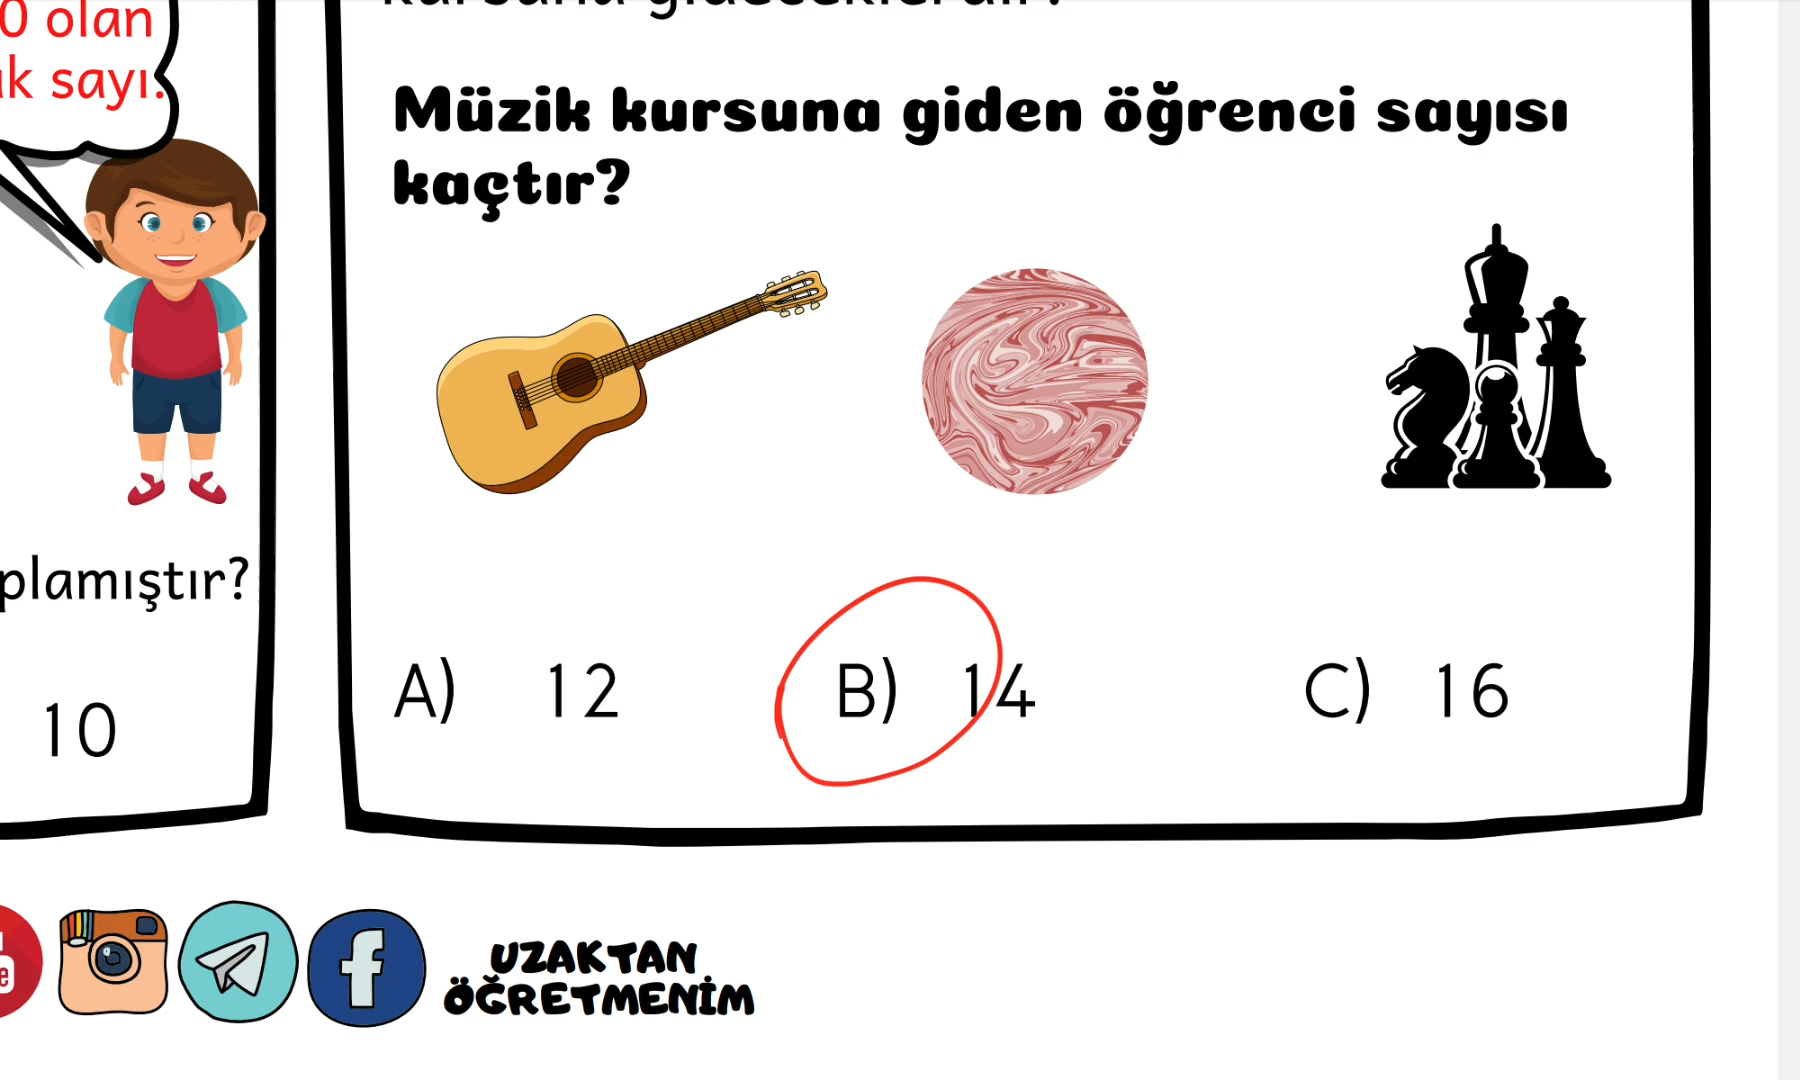 0 olan
k sayı.
Müzik kursuna giden öğrenci sayısı
kaçtır?
plamıştır?
10
A) 12 B) 14 C) 16
UZAKTAN
ÖĞRETMENİM